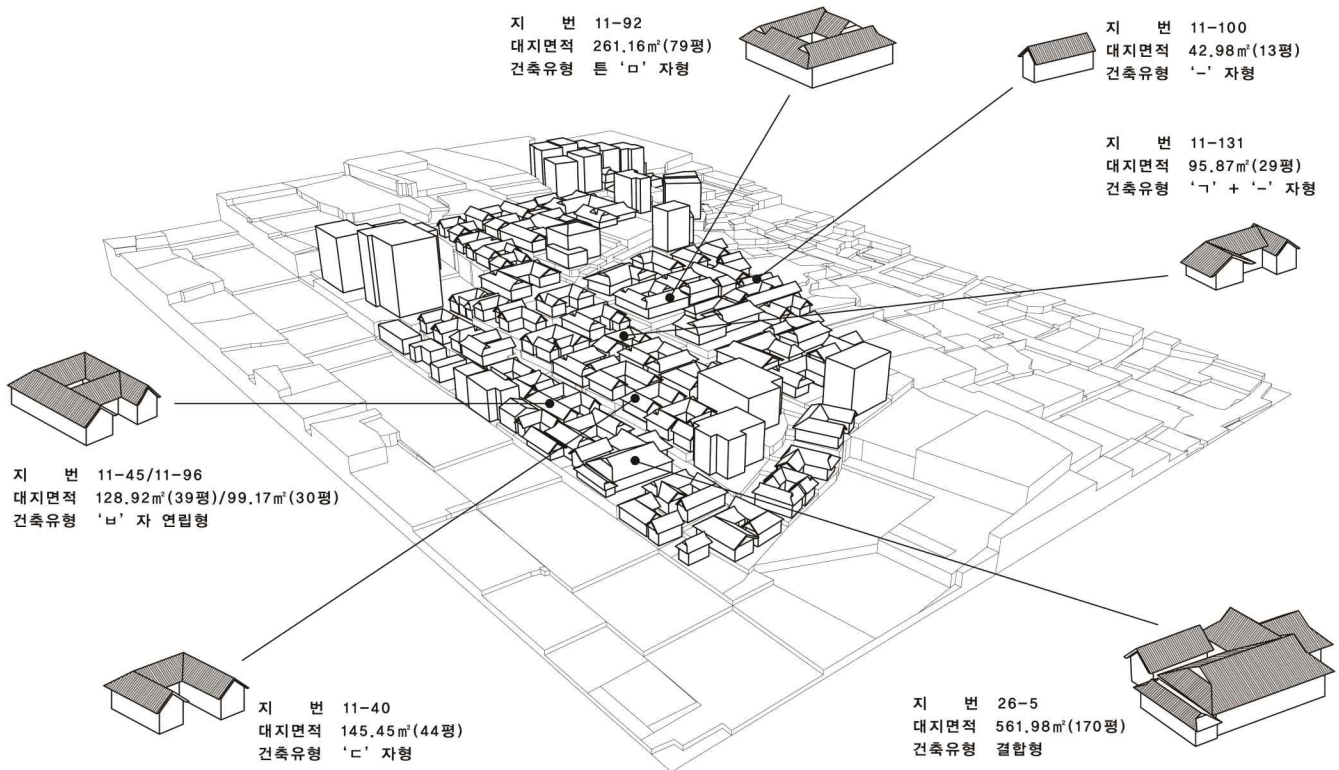 지 번 11-92
대지면적 261.16㎡(79평)
건축유형 튼 ‘ㅁ’ 자형
지 번 11-100
대지면적 42.98㎡(13평)
건축유형 ‘-’ 자형
지 번 11-131
대지면적 95.87㎡(29평)
건축유형 ‘ㄱ’ + ‘-’ 자형
지 번 11-45/11-96
대지면적 128.92㎡(39평)/99.17㎡(30평)
건축유형 ‘ㅂ’ 자 연립형
지 번 11-40
대지면적 145.45㎡(44평)
건축유형 ‘ㄷ’ 자형
지 번 26-5
대지면적 561.98㎡(170평)
건축유형 결합형